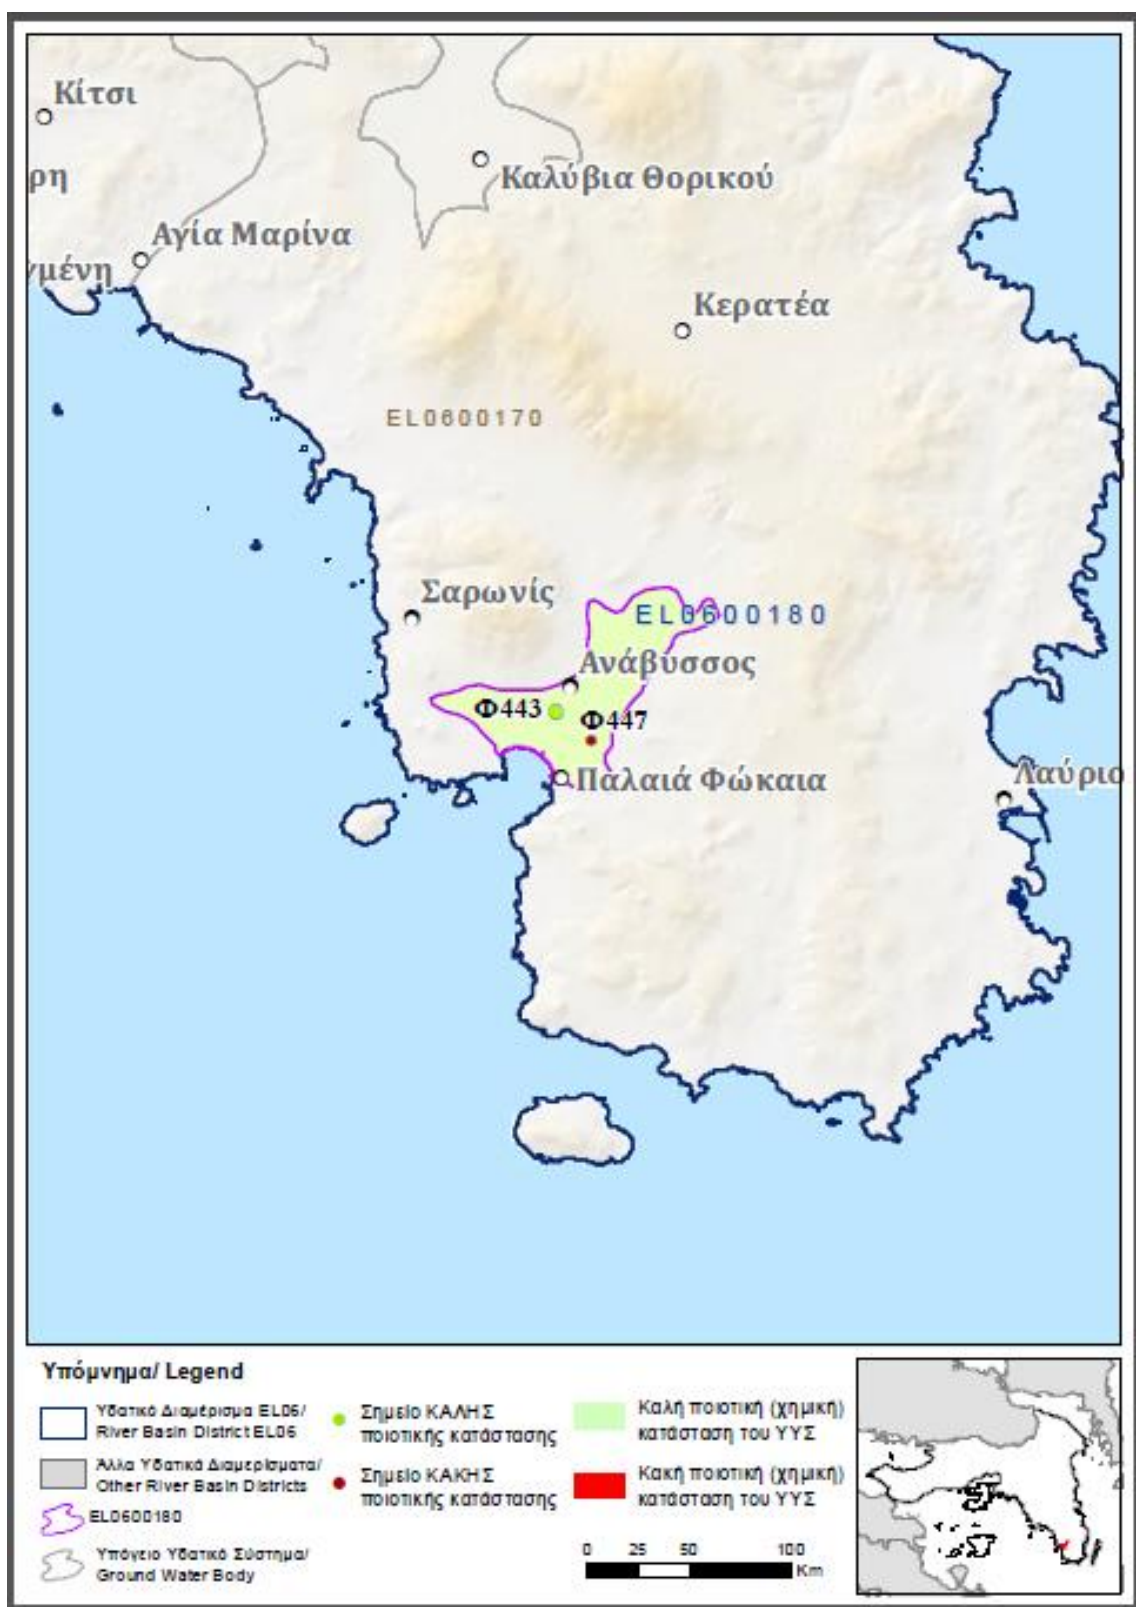 Κίτσι
ρη
Καλύβια Θορικού
Αγία Μαρίνα
γμένη
Κερατέα
EL0600170
Σαρωνίς
EL0600180
Ανάβυσσος
Φ443
Φ447
Παλαιά Φώκαια
Λαύριο
Υπόμνημα/ Legend
Υδατικό Διαμέρισμα EL06/
River Basin District EL06
Άλλα Υδατικά Διαμερίσματα/
Other River Basin Districts
EL0600180
Υπόγειο Υδατικό Σύστημα/
Ground Water Body
Σημείο ΚΑΛΗΣ
ποιοτικής κατάστασης
Σημείο ΚΑΚΗΣ
ποιοτικής κατάστασης
Καλή ποιοτική (χημική)
κατάσταση του ΥΥΣ
Κακή ποιοτική (χημική)
κατάσταση του ΥΥΣ
0 25 50 100
Km